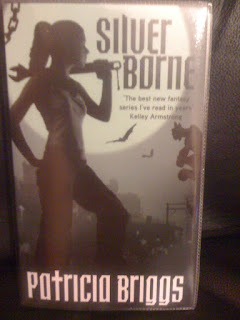 Silver
Borne
'The best new fantasy
series I've read in years'
Kelley Armstrong
Patricia Briggs